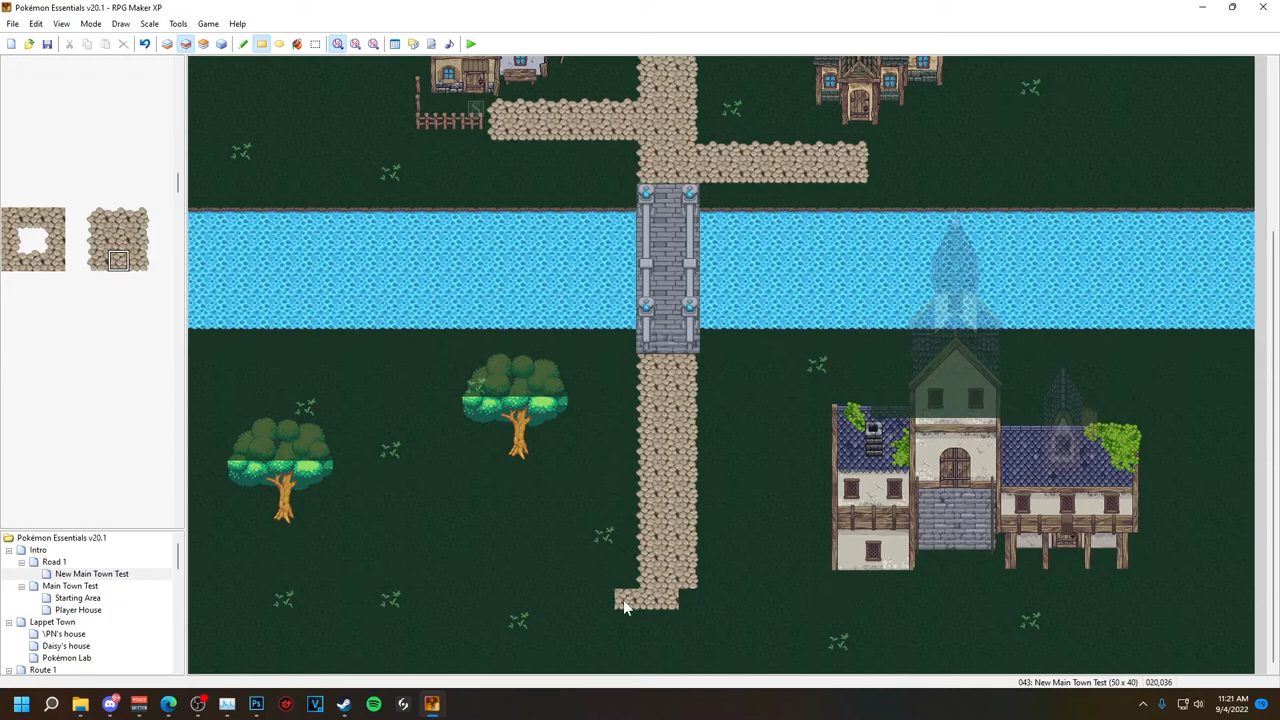 Pokémon Essentials v20.1 - RPG Maker XP
File Edit View Mode Draw Scale Tools Game Help
S
Pokémon Essentials v20.1
Intro
Road 1
New Main Town Test
Main Town Test
Starting Area
Player House
Lappet Town
\PN's house
Daisy's house
Pokémon Lab
Route 1
043: New Main Town Test (50 x 40) 020,036
11:21 AM
9/4/2022